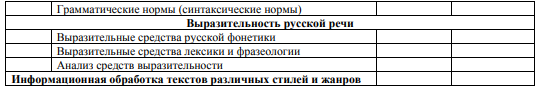 Грамматические нормы (синтаксические нормы)
Выразительность русской речи
Выразительные средства русской фонетики
Выразительные средства лексики и фразеологии
Анализ средств выразительности
Информационная обработка текстов различных стилей и жанров